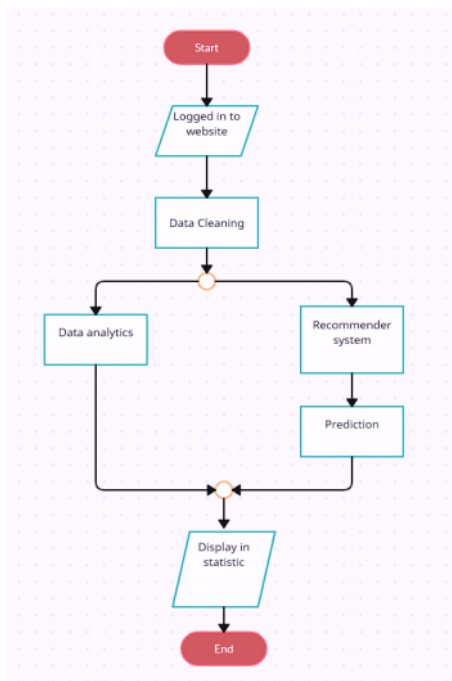 Start
Logged in to
website
Data Cleaning
Data analytics
Recommender
system
Prediction
Display in
statistic
End